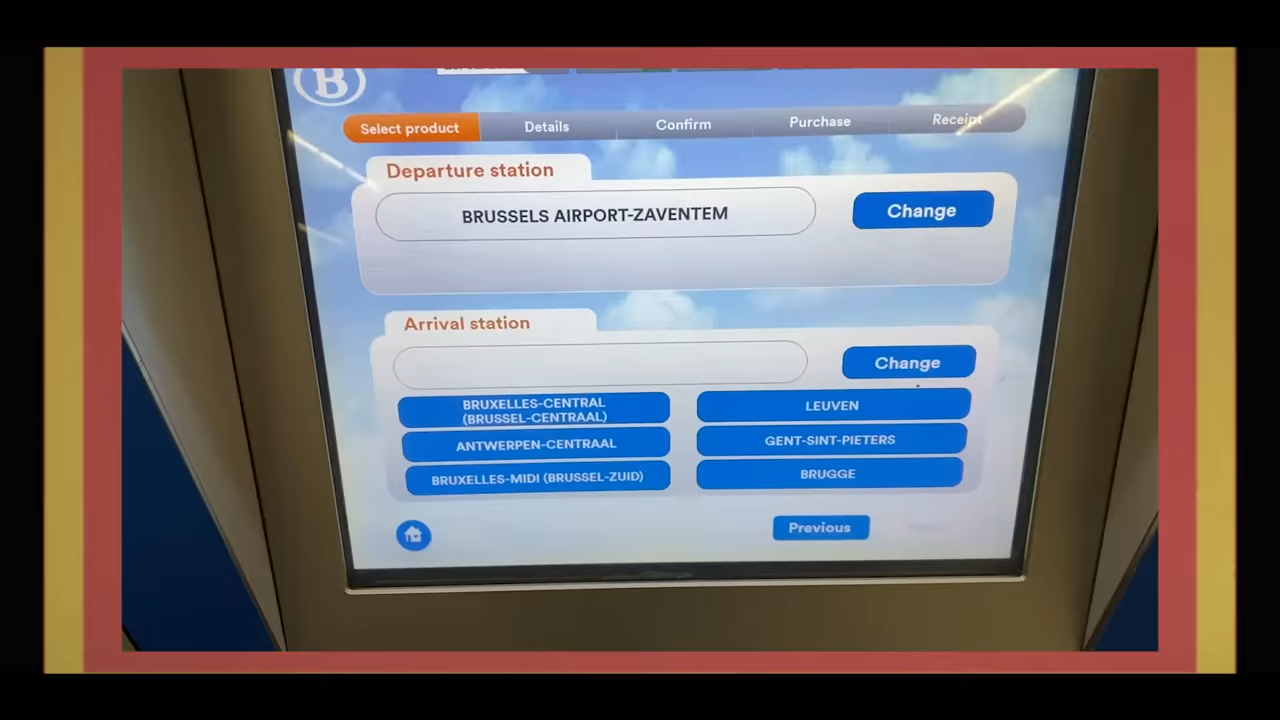 B
Select product
Details
Confirm
Purchase
Receipt
Departure station
BRUSSELS AIRPORT-ZAVENTEM
Change
Arrival station
Change
BRUXELLES-CENTRAL
(BRUSSEL-CENTRAAL)
LEUVEN
ANTWERPEN-CENTRAAL
GENT-SINT-PIETERS
BRUXELLES-MIDI (BRUSSEL-ZUID)
BRUGGE
Previous